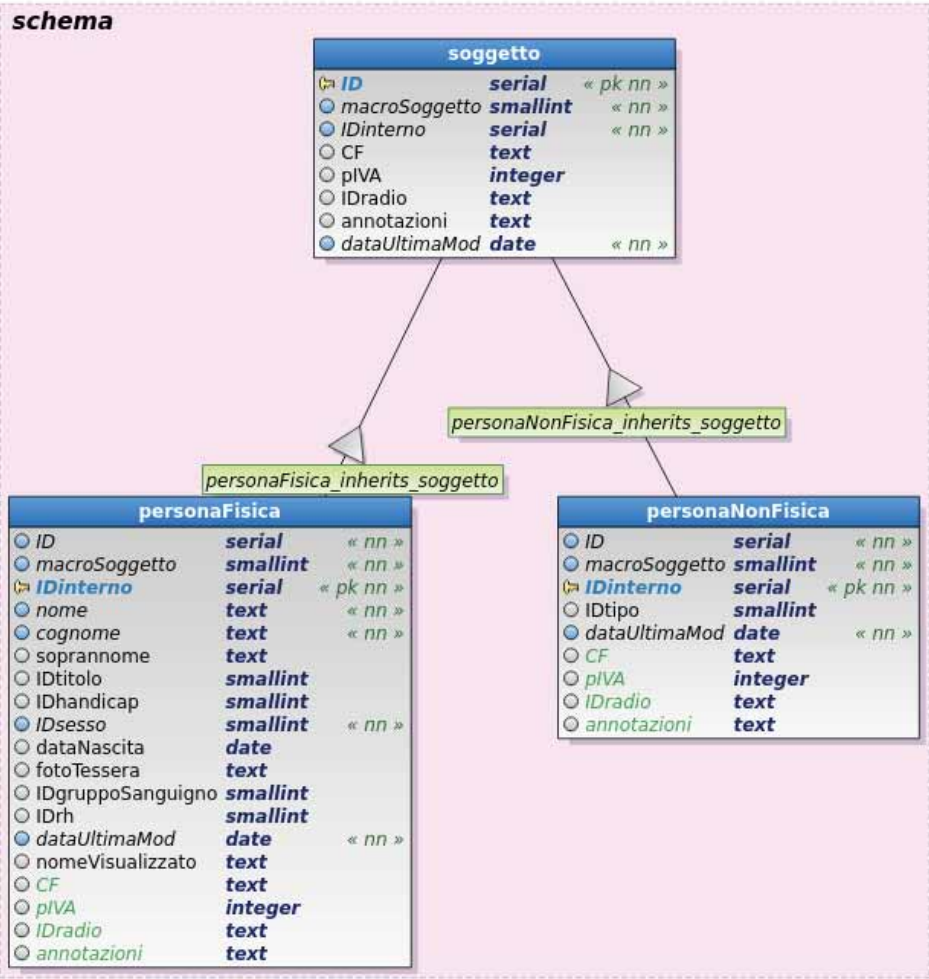 schema
soggetto
ID serial « pk nn »
macroSoggetto smallint « nn »
IDinterno serial « nn »
CF text
pIVA integer
IDradio text
annotazioni text
dataUltimaMod date « nn »
personaNonFisica_inherits_soggetto
personaFisica_inherits_soggetto
personaFisica
ID serial « nn »
macroSoggetto smallint « nn »
IDinterno serial « pk nn »
nome text « nn »
cognome text « nn »
soprannome text
IDtitolo smallint
IDhandicap smallint
IDsesso smallint « nn »
dataNascita date
fotoTessera text
IDgruppoSanguigno smallint
IDrh smallint
dataUltimaMod date « nn »
nomeVisualizzato text
CF text
pIVA integer
IDradio text
annotazioni text
personaNonFisica
ID serial « nn »
macroSoggetto smallint « nn »
IDinterno serial « pk nn »
IDtipo smallint
dataUltimaMod date « nn »
CF text
pIVA integer
IDradio text
annotazioni text